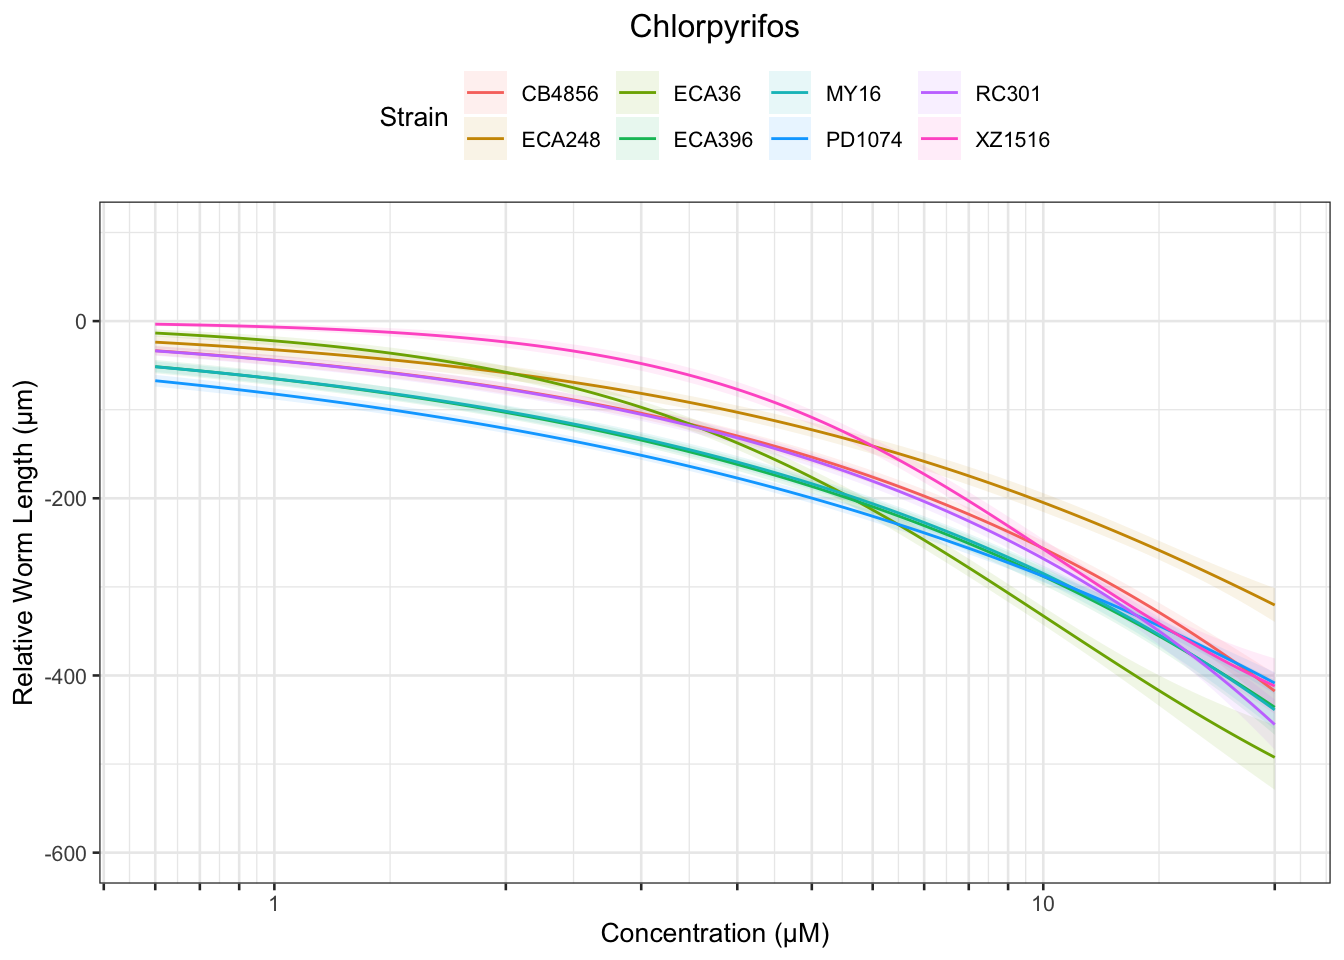 Chlorpyrifos
Strain
CB4856 ECA36 MY16 RC301
ECA248 ECA396 PD1074 XZ1516
Relative Worm Length (µm)
0
-200
-400
-600
1 10
Concentration (µM)